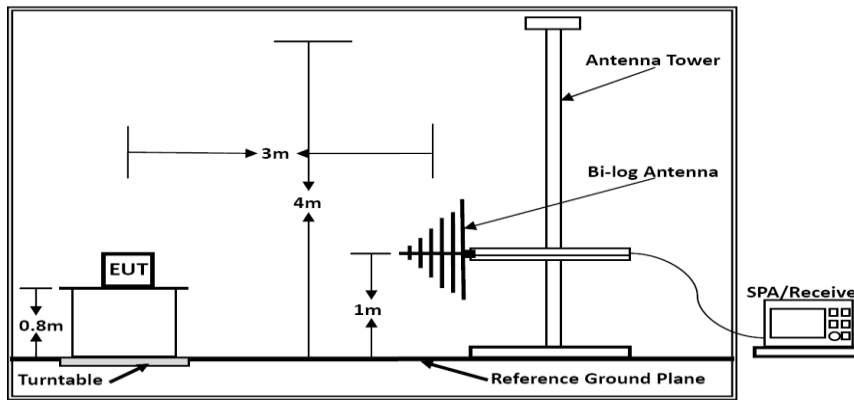 Antenna Tower
3m
Bi-log Antenna
4m
EUT
1m
0.8m
SPA/Receive
Turntable
Reference Ground Plane